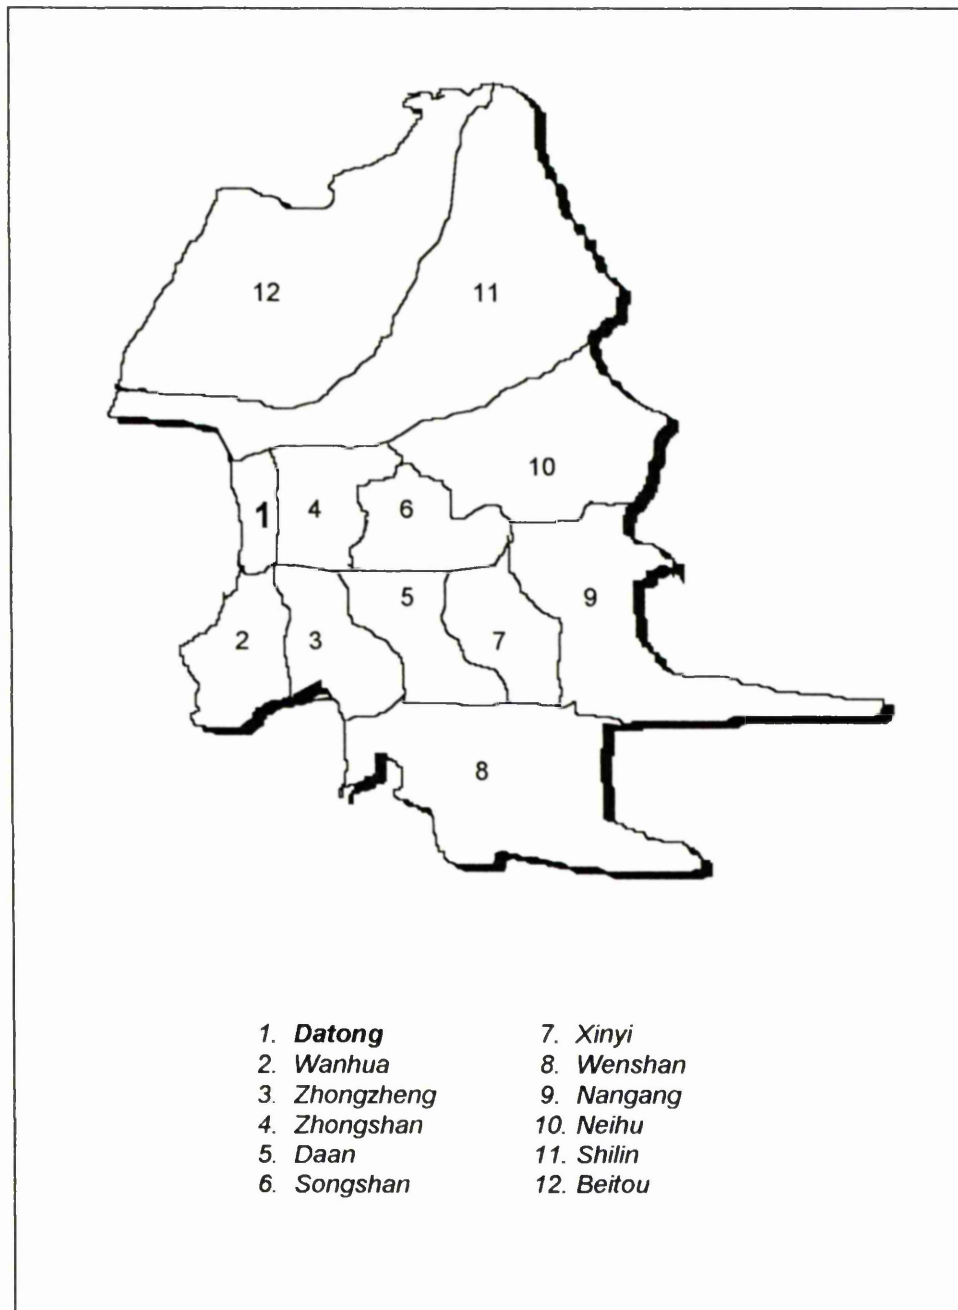 12
11
10
1
4
6
5
9
2
3
7
8
1. Datong
2. Wanhua
3. Zhongzheng
4. Zhongshan
5. Daan
6. Songshan
7. Xinyi
8. Wenshan
9. Nangang
10. Neihu
11. Shilin
12. Beitou